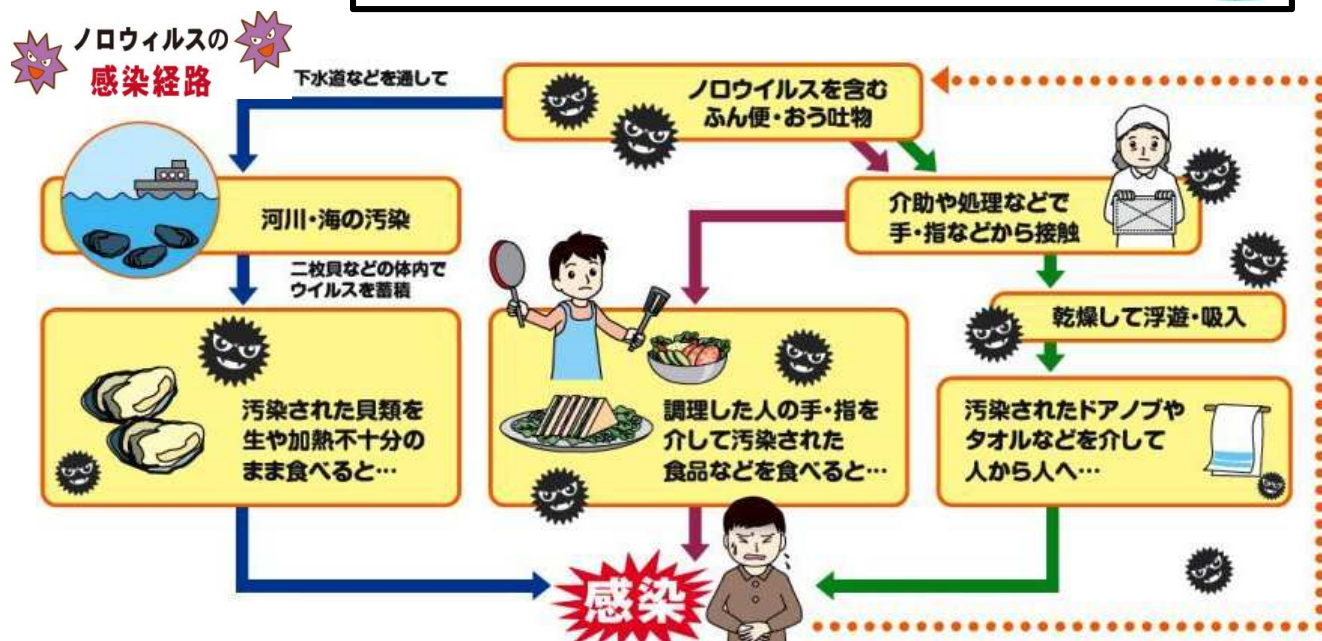 ノロウィルスの
感染経路
下水道などを通して
ノロウイルスを含む
ふん便・おう吐物
河川・海の汚染
介助や処理などで
手・指などから接触
二枚貝などの体内で
ウイルスを蓄積
乾燥して浮遊・吸入
汚染された貝類を
生や加熱不十分の
まま食べると…
調理した人の手・指を
介して汚染された
食品などを食べると…
汚染されたドアノブや
タオルなどを介して
人から人へ…
感染